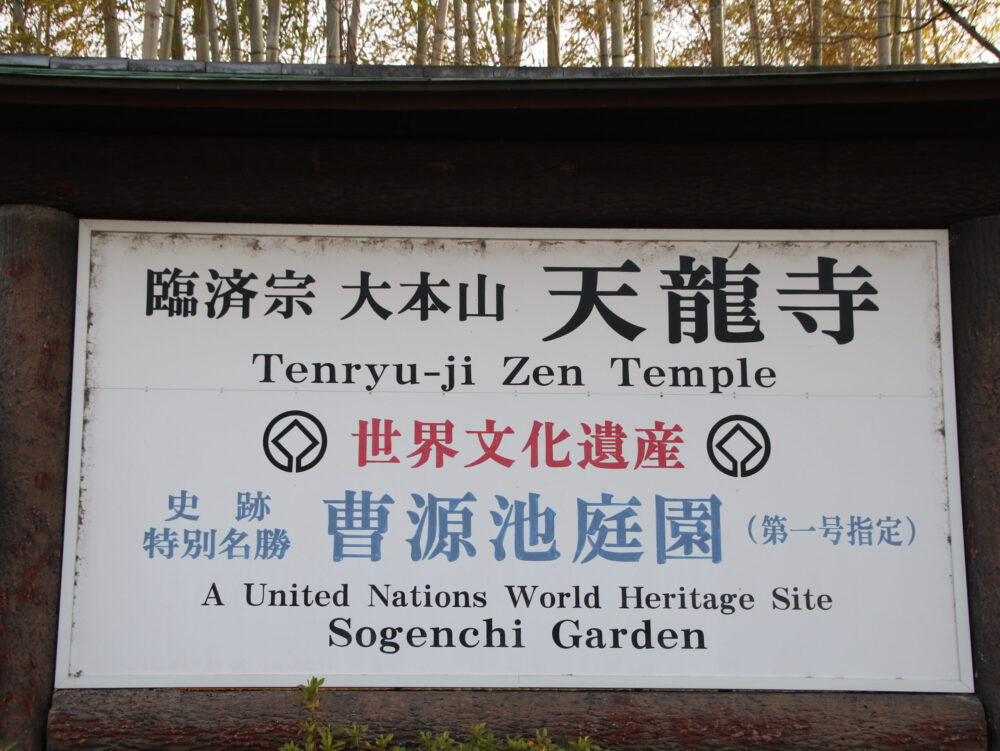 臨済宗 大本山 天龍寺
Tenryu-ji Zen Temple
世界文化遺産
史跡
特別名勝 曹源池庭園 (第一号指定)
A United Nations World Heritage Site
Sogenchi Garden